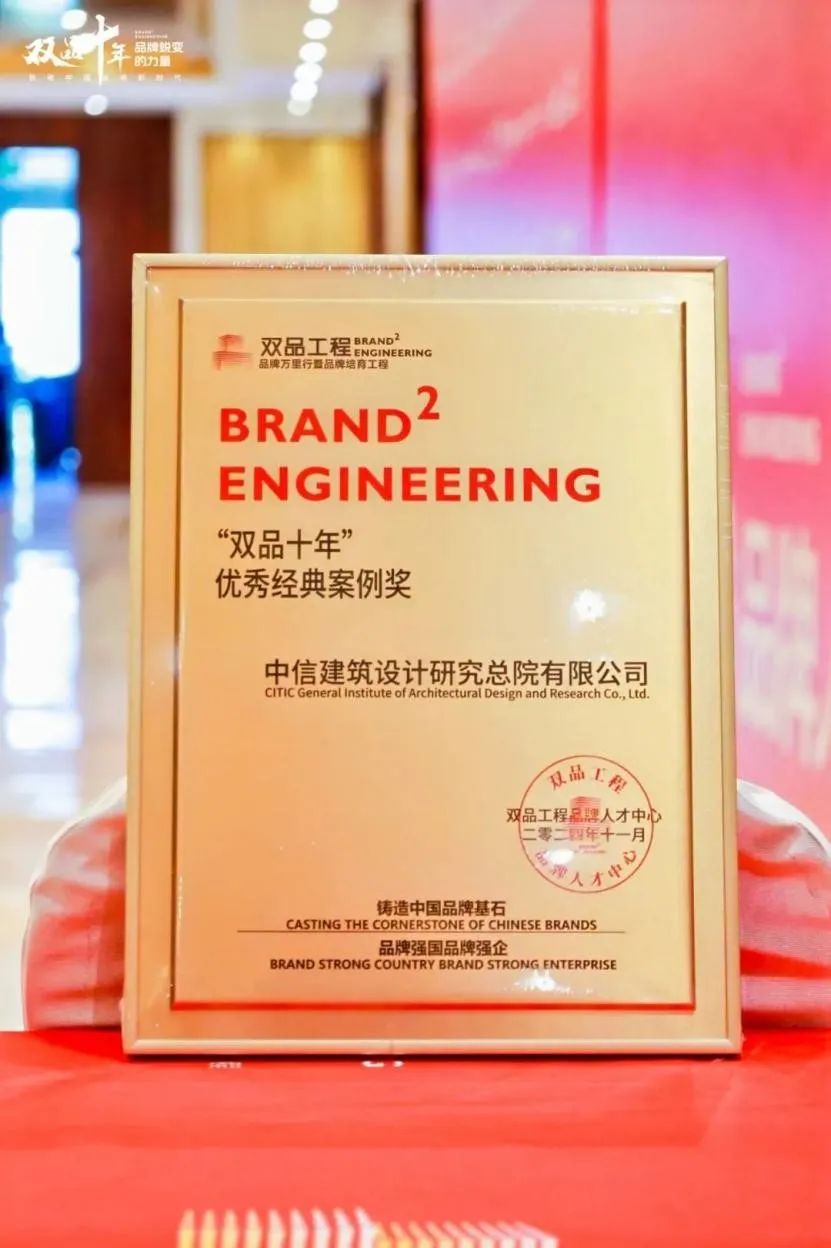 双品十年
品牌蜕变
的力量
双品工程 BRAND²
ENGINEERING
品牌万里行暨品牌培育工程
BRAND²
ENGINEERING
“双品十年”
优秀经典案例奖
中信建筑设计研究总院有限公司
CITIC General Institute of Architectural Design and Research Co., Ltd.
双品工程
双品工程品牌人才中心
二零二四年十一月
品牌人才中心
铸造中国品牌基石
CASTING THE CORNERSTONE OF CHINESE BRANDS
品牌强国品牌强企
BRAND STRONG COUNTRY BRAND STRONG ENTERPRISE